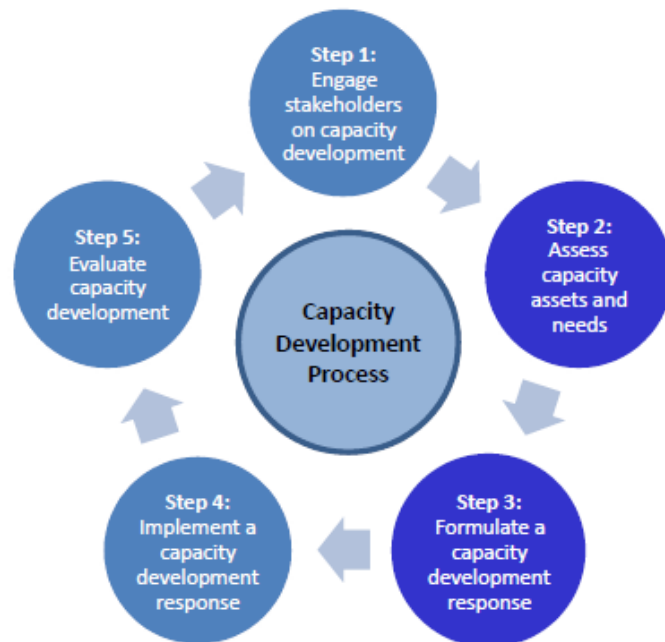 Step 1:
Engage
stakeholders
on capacity
development
Step 2:
Assess
capacity
assets and
needs
Step 3:
Formulate a
capacity
development
response
Step 4:
Implement a
capacity
development
response
Step 5:
Evaluate
capacity
development
Capacity
Development
Process